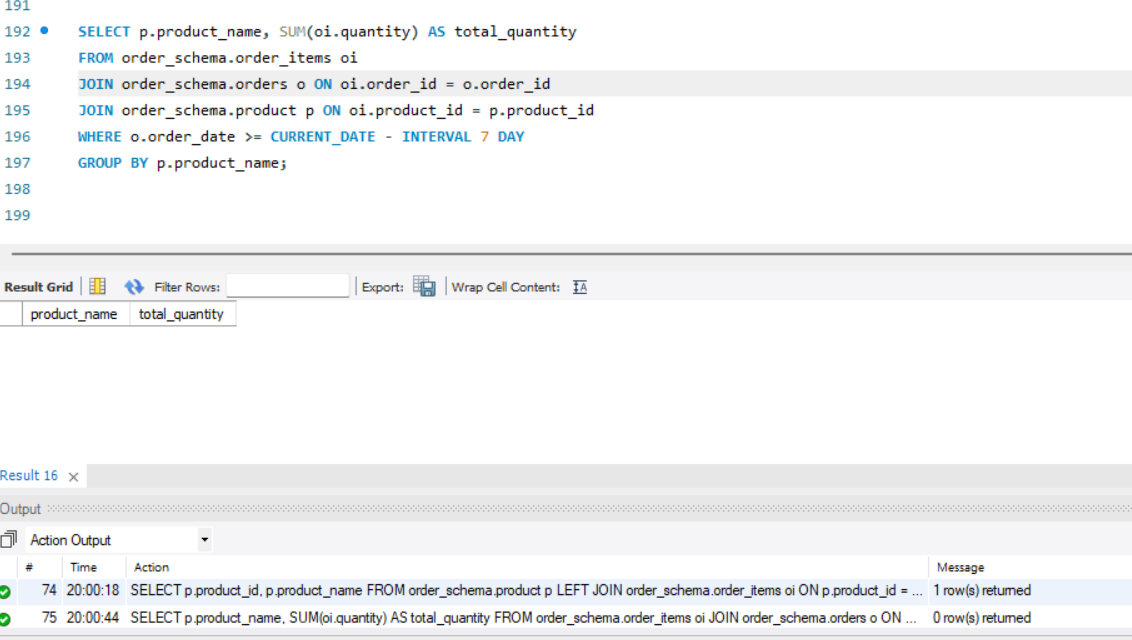 191
192 SELECT p.product_name, SUM(oi.quantity) AS total_quantity
193 FROM order_schema.order_items oi
194 JOIN order_schema.orders o ON oi.order_id = o.order_id
195 JOIN order_schema.product p ON oi.product_id = p.product_id
196 WHERE o.order_date >= CURRENT_DATE - INTERVAL 7 DAY
197 GROUP BY p.product_name;
198
199
Result Grid Filter Rows: Export: Wrap Cell Content: IA
product_name total_quantity
Result 16
Output
Action Output
# Time Action Message
74 20:00:18 SELECT p.product_id, p.product_name FROM order_schema.product p LEFT JOIN order_schema.order_items oi ON p.product_id = ... 1 row(s) returned
75 20:00:44 SELECT p.product_name, SUM(oi.quantity) AS total_quantity FROM order_schema.order_items oi JOIN order_schema.orders o ON ... 0 row(s) returned